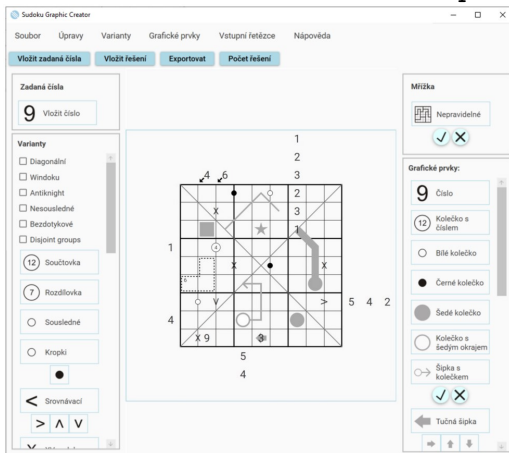 Sudoku Graphic Creator
Soubor Úpravy Varianty Grafické prvky Vstupní řetězce Nápověda
Vložit zadaná čísla Vložit řešení Exportovat Počet řešení
Zadaná čísla
9 Vložit číslo
Varianty
Diagonální
Windoku
Antiknight
Nesousledné
Bezdotykové
Disjoint groups
12 Součtovka
7 Rozdílovka
Sousledné
Kropki
< Srovnávací
> ∧ ∨
1
2
4 6 3
2
X 3
1
1 4
X X
6
V > 5 4 2
4
X 9 3
5
4
Mřížka
Nepravidelné
Grafické prvky:
9 Číslo
12 Kolečko s
číslem
Bílé kolečko
Černé kolečko
Šedé kolečko
Kolečko s
šedým okrajem
Šipka s
kolečkem
Tučná šipka